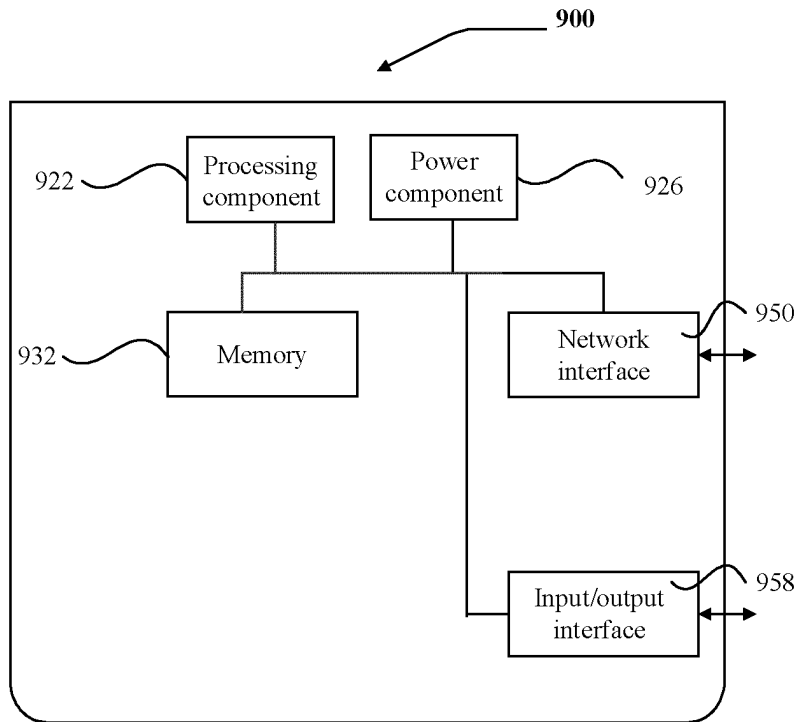 900
922
Processing
component
Power
component
926
932
Memory
Network
interface
950
Input/output
interface
958